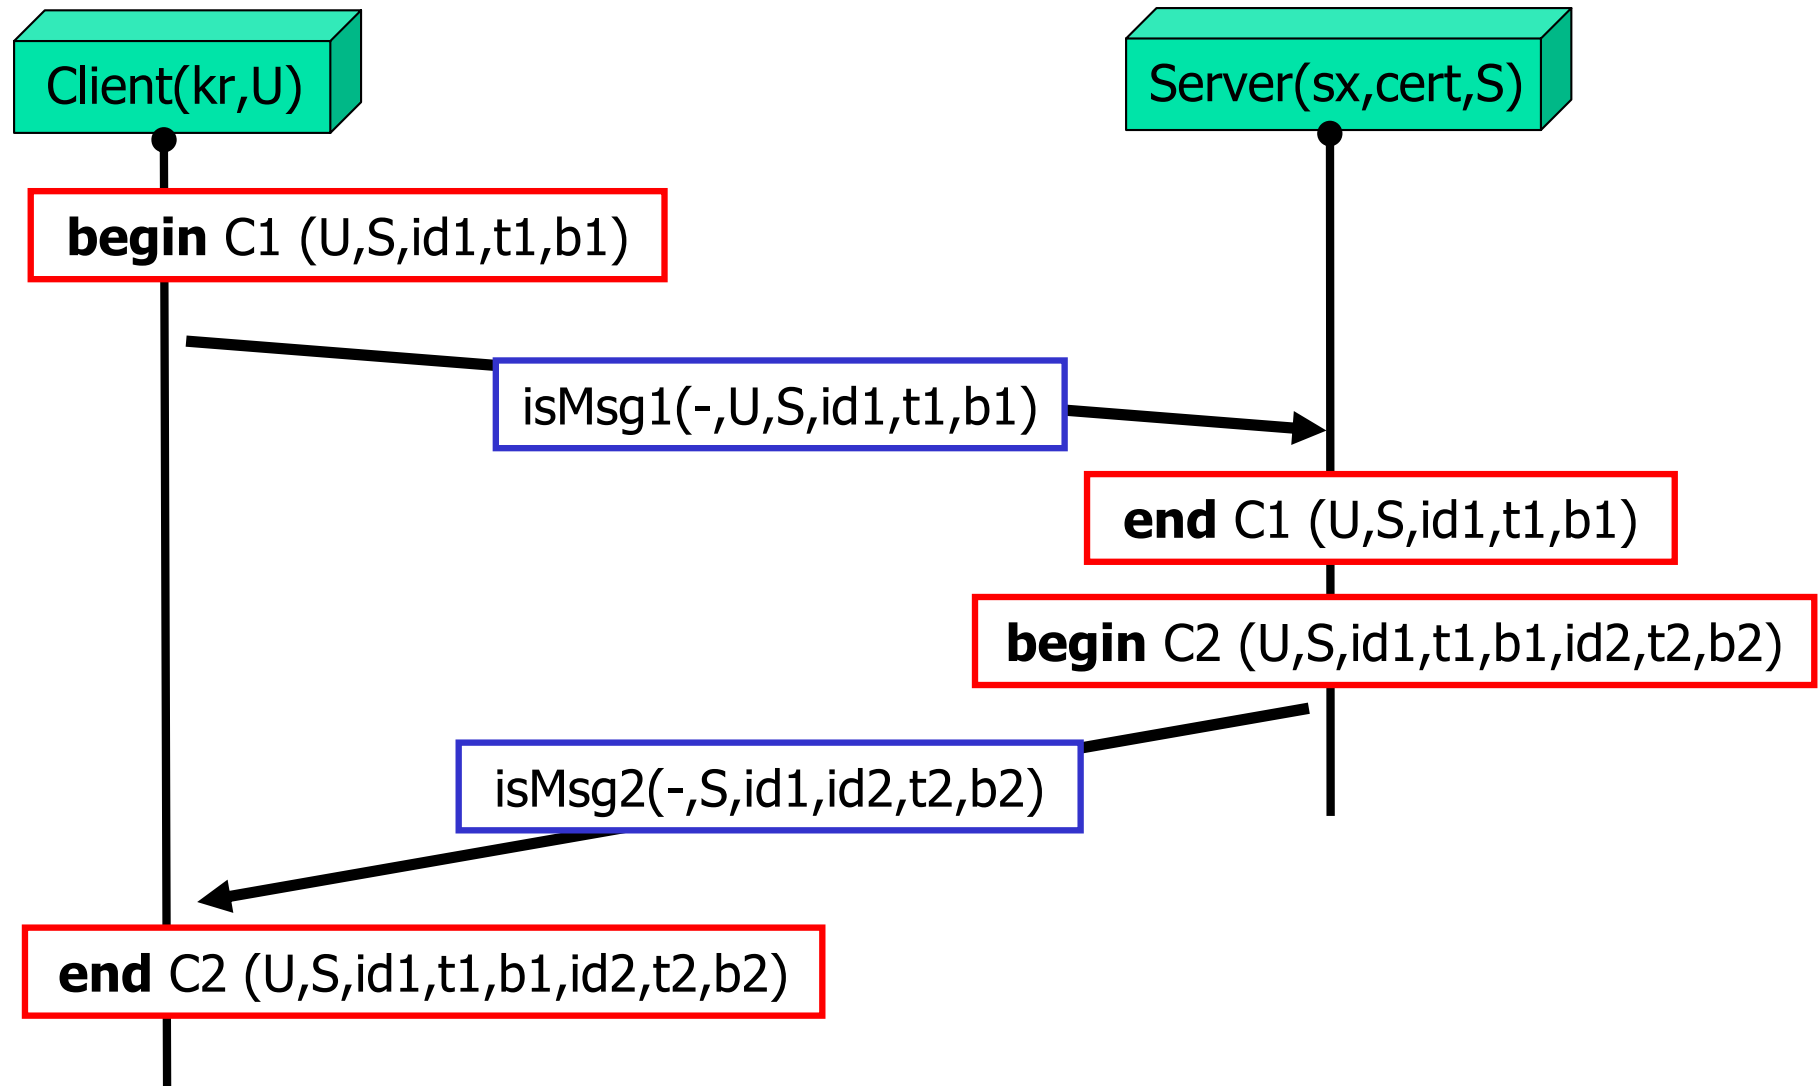 Client(kr,U)
Server(sx,cert,S)
begin C1 (U,S,id1,t1,b1)
isMsg1(-,U,S,id1,t1,b1)
end C1 (U,S,id1,t1,b1)
begin C2 (U,S,id1,t1,b1,id2,t2,b2)
isMsg2(-,S,id1,id2,t2,b2)
end C2 (U,S,id1,t1,b1,id2,t2,b2)